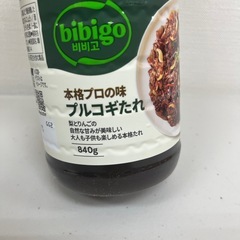 bibigo
비비고
本格プロの味
プルコギたれ
梨とりんごの
自然な甘みが美味しい
大人も子供も楽しめる本格たれ
840g